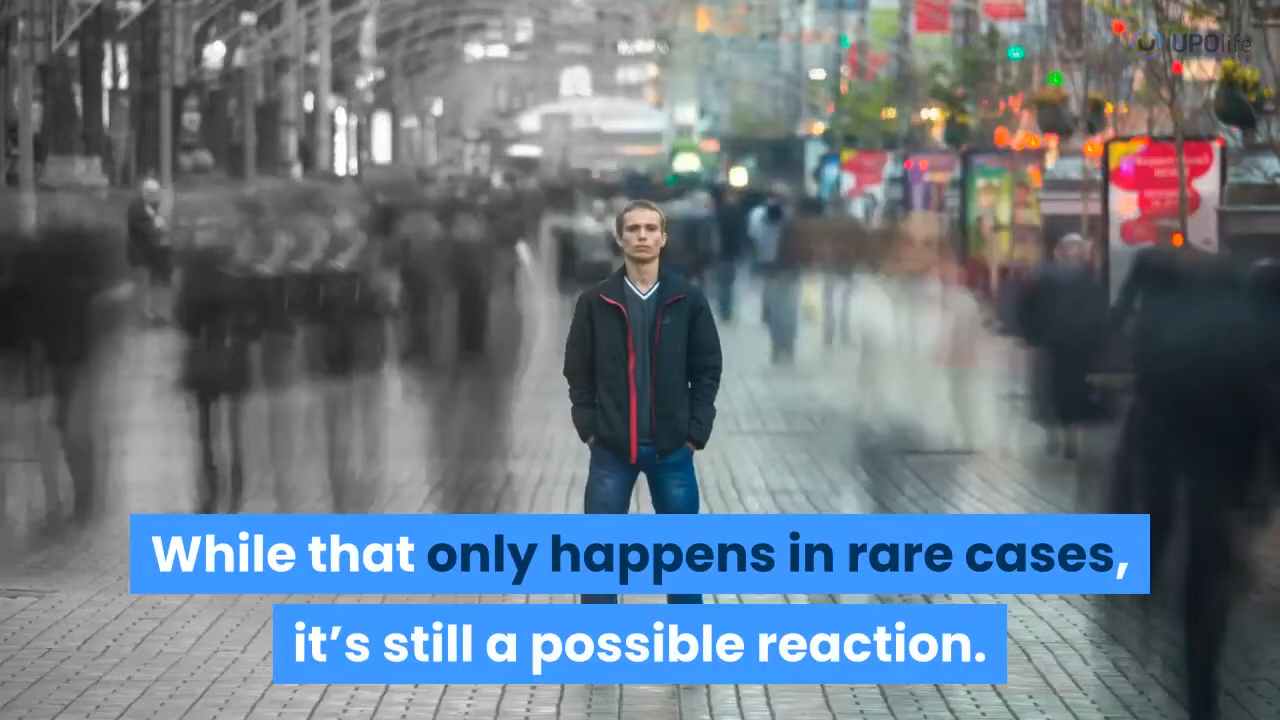 UPOlife
While that only happens in rare cases,
it's still a possible reaction.